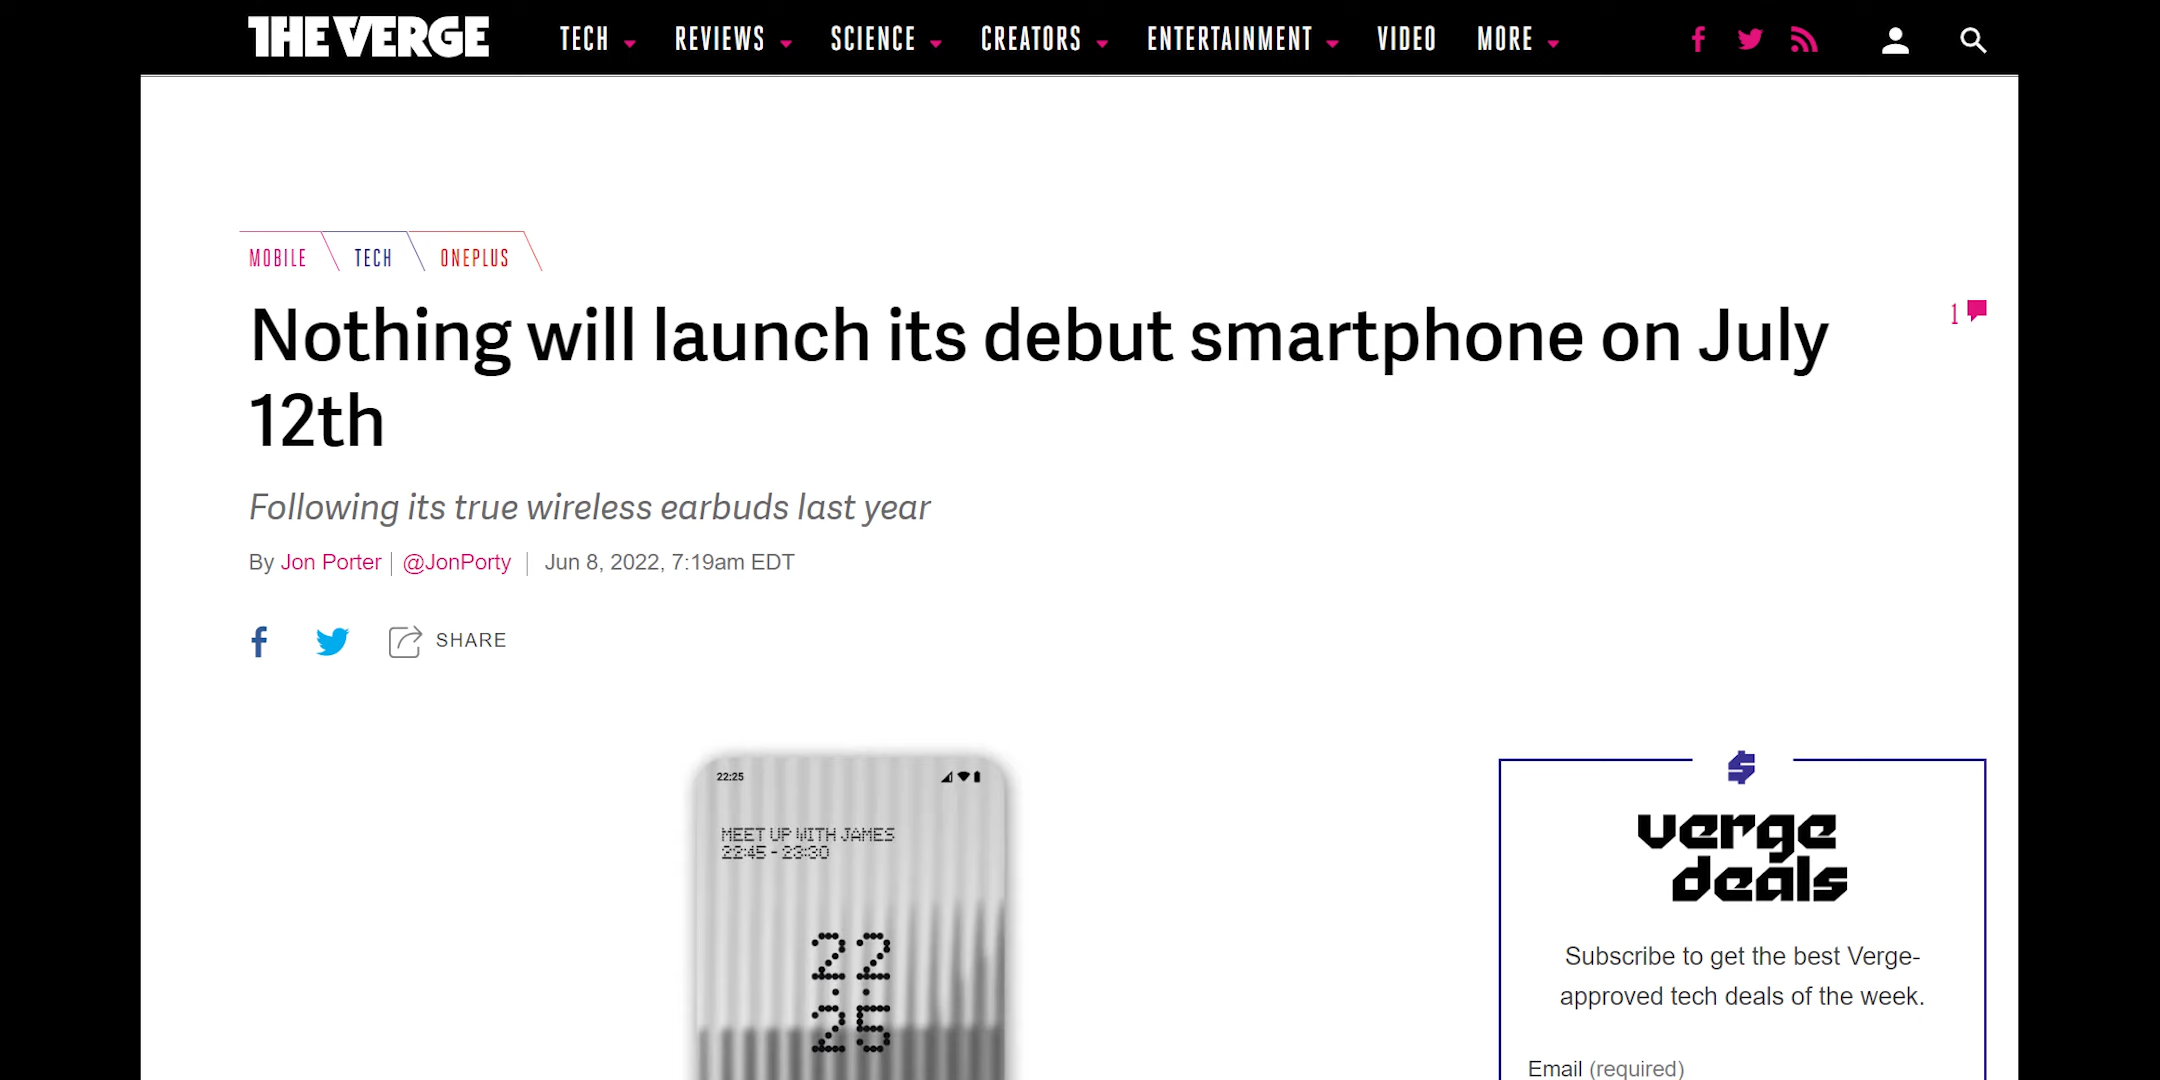 THE VERGE TECH REVIEWS SCIENCE CREATORS ENTERTAINMENT VIDEO MORE
MOBILE TECH ONEPLUS
Nothing will launch its debut smartphone on July
12th
1
Following its true wireless earbuds last year
By Jon Porter | @JonPorty | Jun 8, 2022, 7:19am EDT
SHARE
22:25
MEET UP WITH JAMES
22:45 - 23:30
22
:
25
verge
deals
Subscribe to get the best Verge-
approved tech deals of the week.
Email (required)